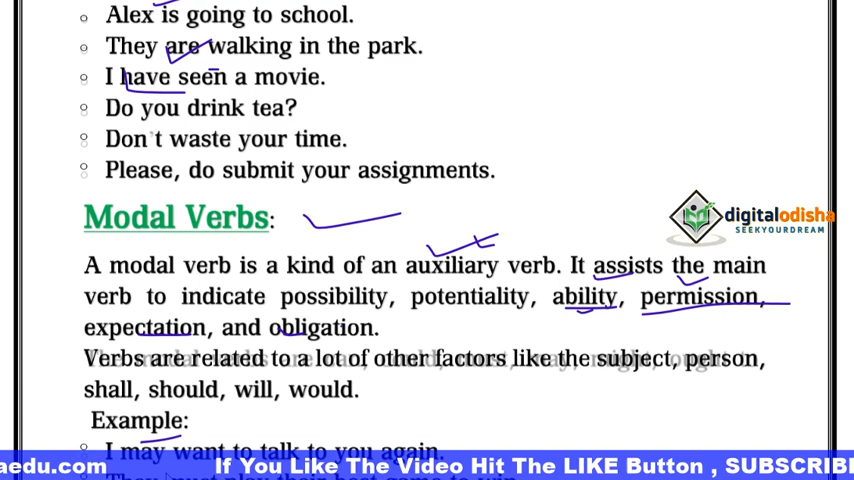 Alex is going to school.
They are walking in the park.
I have seen a movie.
Do you drink tea?
Don't waste your time.
Please, do submit your assignments.
Modal Verbs:
digitalodisha
SEEKYOURDREAM
A modal verb is a kind of an auxiliary verb. It assists the main
verb to indicate possibility, potentiality, ability, permission,
expectation, and obligation.
Verbs are related to a lot of other factors like the subject, person,
shall, should, will, would.
Example:
I may want to talk to you again.
aedu.com If You Like The Video Hit The LIKE Button , SUBSCRIBE